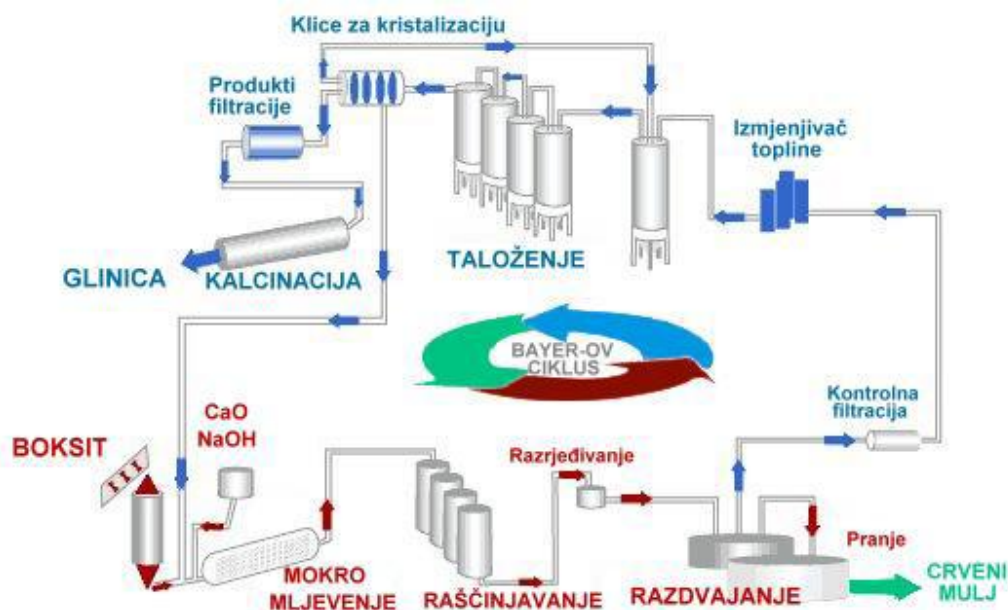 Klice za kristalizaciju
Produkti
filtracije
Izmjenjivač
topline
TALOŽENJE
GLINICA
KALCINACIJA
BAYER-OV
CIKLUS
Kontrolna
filtracija
CaO
NaOH
BOKSIT
Razrjeđivanje
Pranje
MOKRO
MLJEVENJE
RAŠČINJAVANJE
RAZDVAJANJE
CRVENI
MULJ